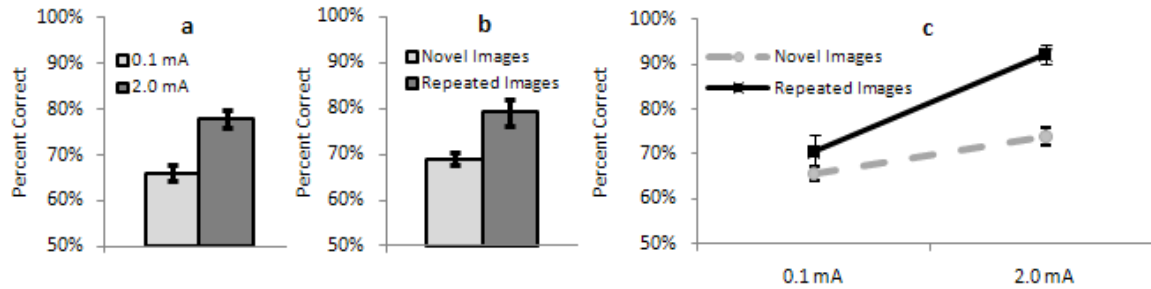 a
Percent Correct
100%
90%
80%
70%
60%
50%
0.1 mA
2.0 mA
b
Percent Correct
100%
90%
80%
70%
60%
50%
Novel Images
Repeated Images
c
Percent Correct
100%
90%
80%
70%
60%
50%
Novel Images
Repeated Images
0.1 mA
2.0 mA